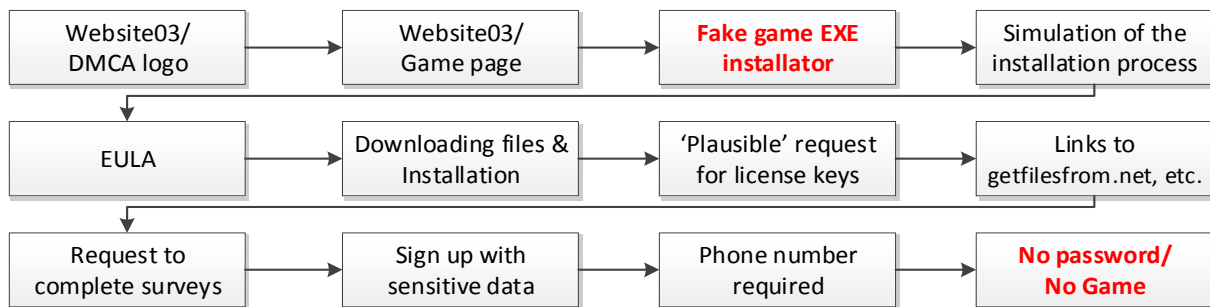 Website03/
DMCA logo
Website03/
Game page
Fake game EXE
installator
Simulation of the
installation process
EULA
Downloading files &
Installation
‘Plausible’ request
for license keys
Links to
getfilesfrom.net, etc.
Request to
complete surveys
Sign up with
sensitive data
Phone number
required
No password/
No Game